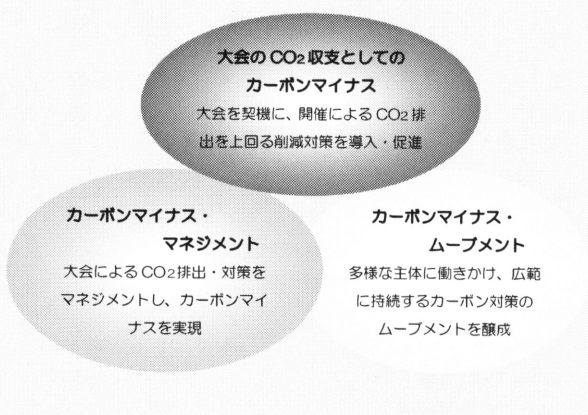 大会のCO2収支としての
カーボンマイナス
大会を契機に、開催によるCO2排
出を上回る削減対策を導入・促進
カーボンマイナス・
マネジメント
大会によるCO2排出・対策を
マネジメントし、カーボンマイ
ナスを実現
カーボンマイナス・
ムーブメント
多様な主体に働きかけ、広範
に持続するカーボン対策の
ムーブメントを醸成